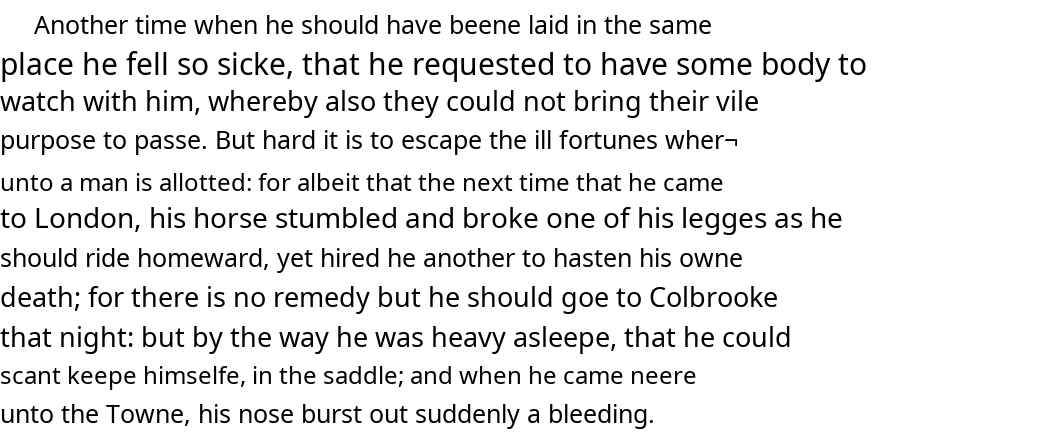 Another time when he should have beene laid in the same
place he fell so sicke, that he requested to have some body to
watch with him, whereby also they could not bring their vile
purpose to passe. But hard it is to escape the ill fortunes wher¬
unto a man is allotted: for albeit that the next time that he came
to London, his horse stumbled and broke one of his legges as he
should ride homeward, yet hired he another to hasten his owne
death; for there is no remedy but he should goe to Colbrooke
that night: but by the way he was heavy asleepe, that he could
scant keepe himselfe, in the saddle; and when he came neere
unto the Towne, his nose burst out suddenly a bleeding.